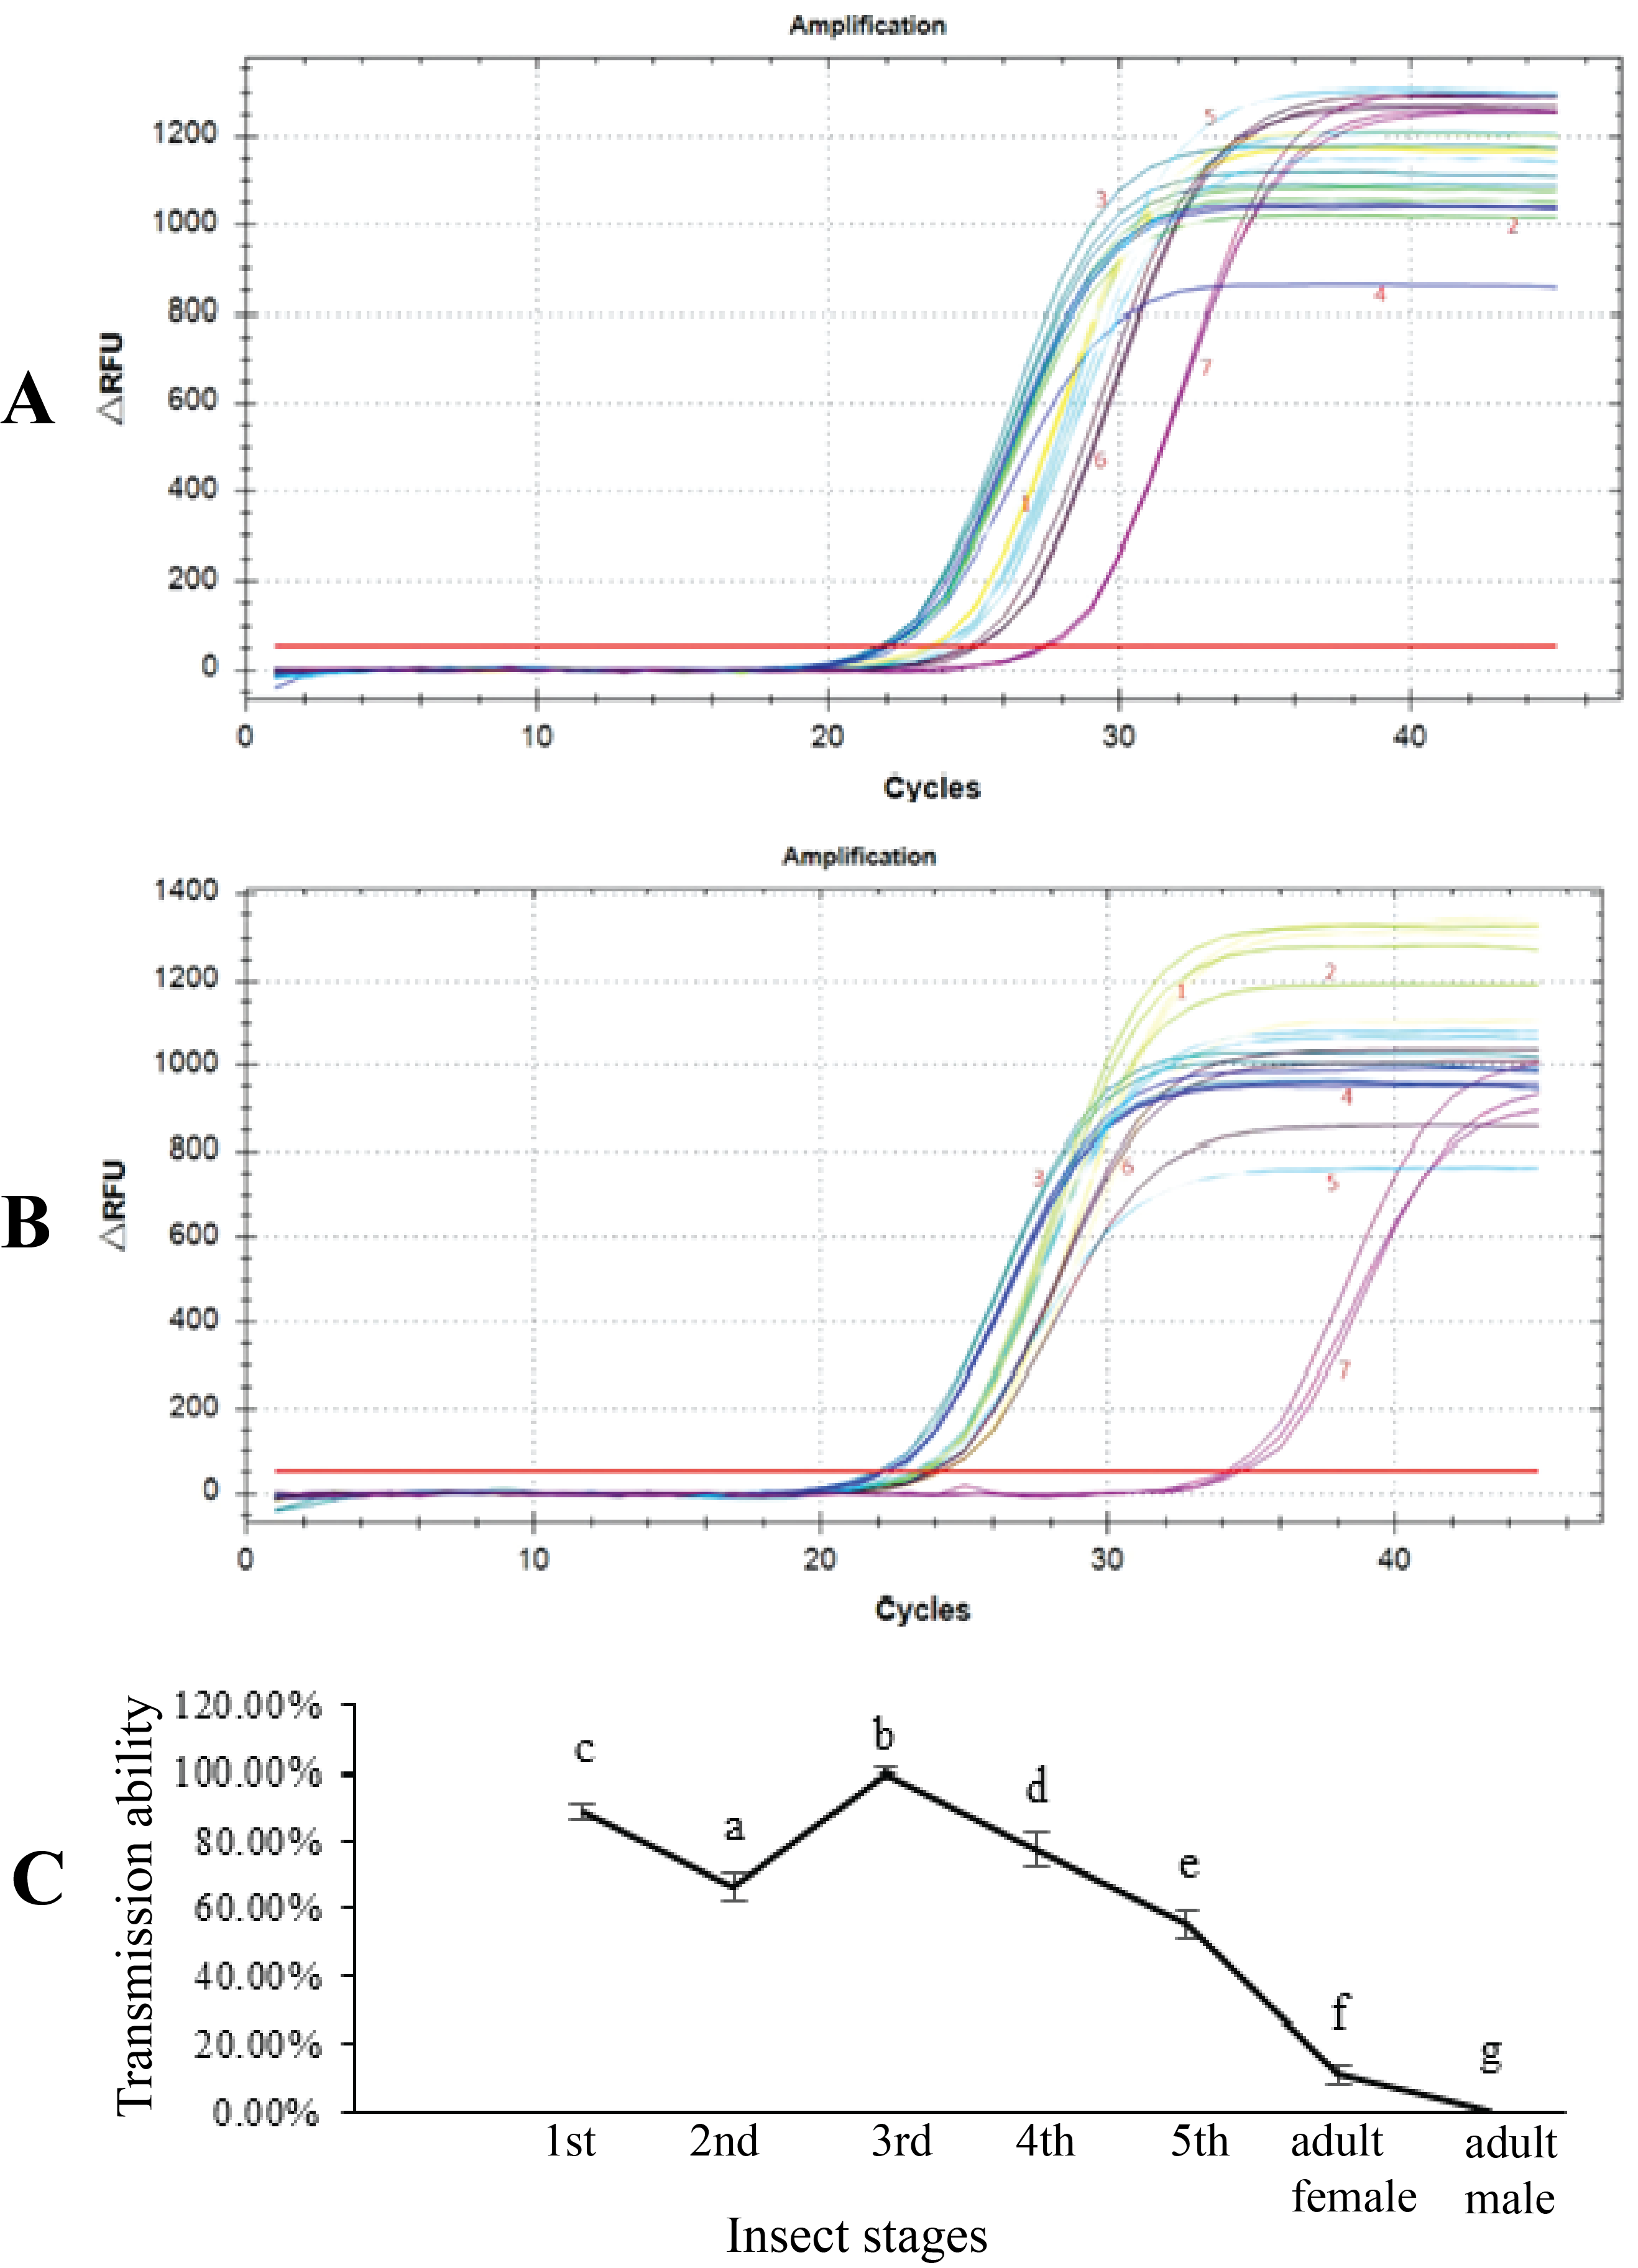 Amplification
1200
1000
800
600
400
200
0
A
△RFU
5
3
2
4
7
6
1
0 10 20 30 40
Cycles
Amplification
1400
1200
1000
800
600
400
200
0
B
△RFU
2
1
4
6
3
5
7
0 10 20 30 40
Cycles
C
Transmission ability
120.00%
100.00%
80.00%
60.00%
40.00%
20.00%
0.00%
c
a
b
d
e
f
g
1st 2nd 3rd 4th 5th adult adult
female male
Insect stages